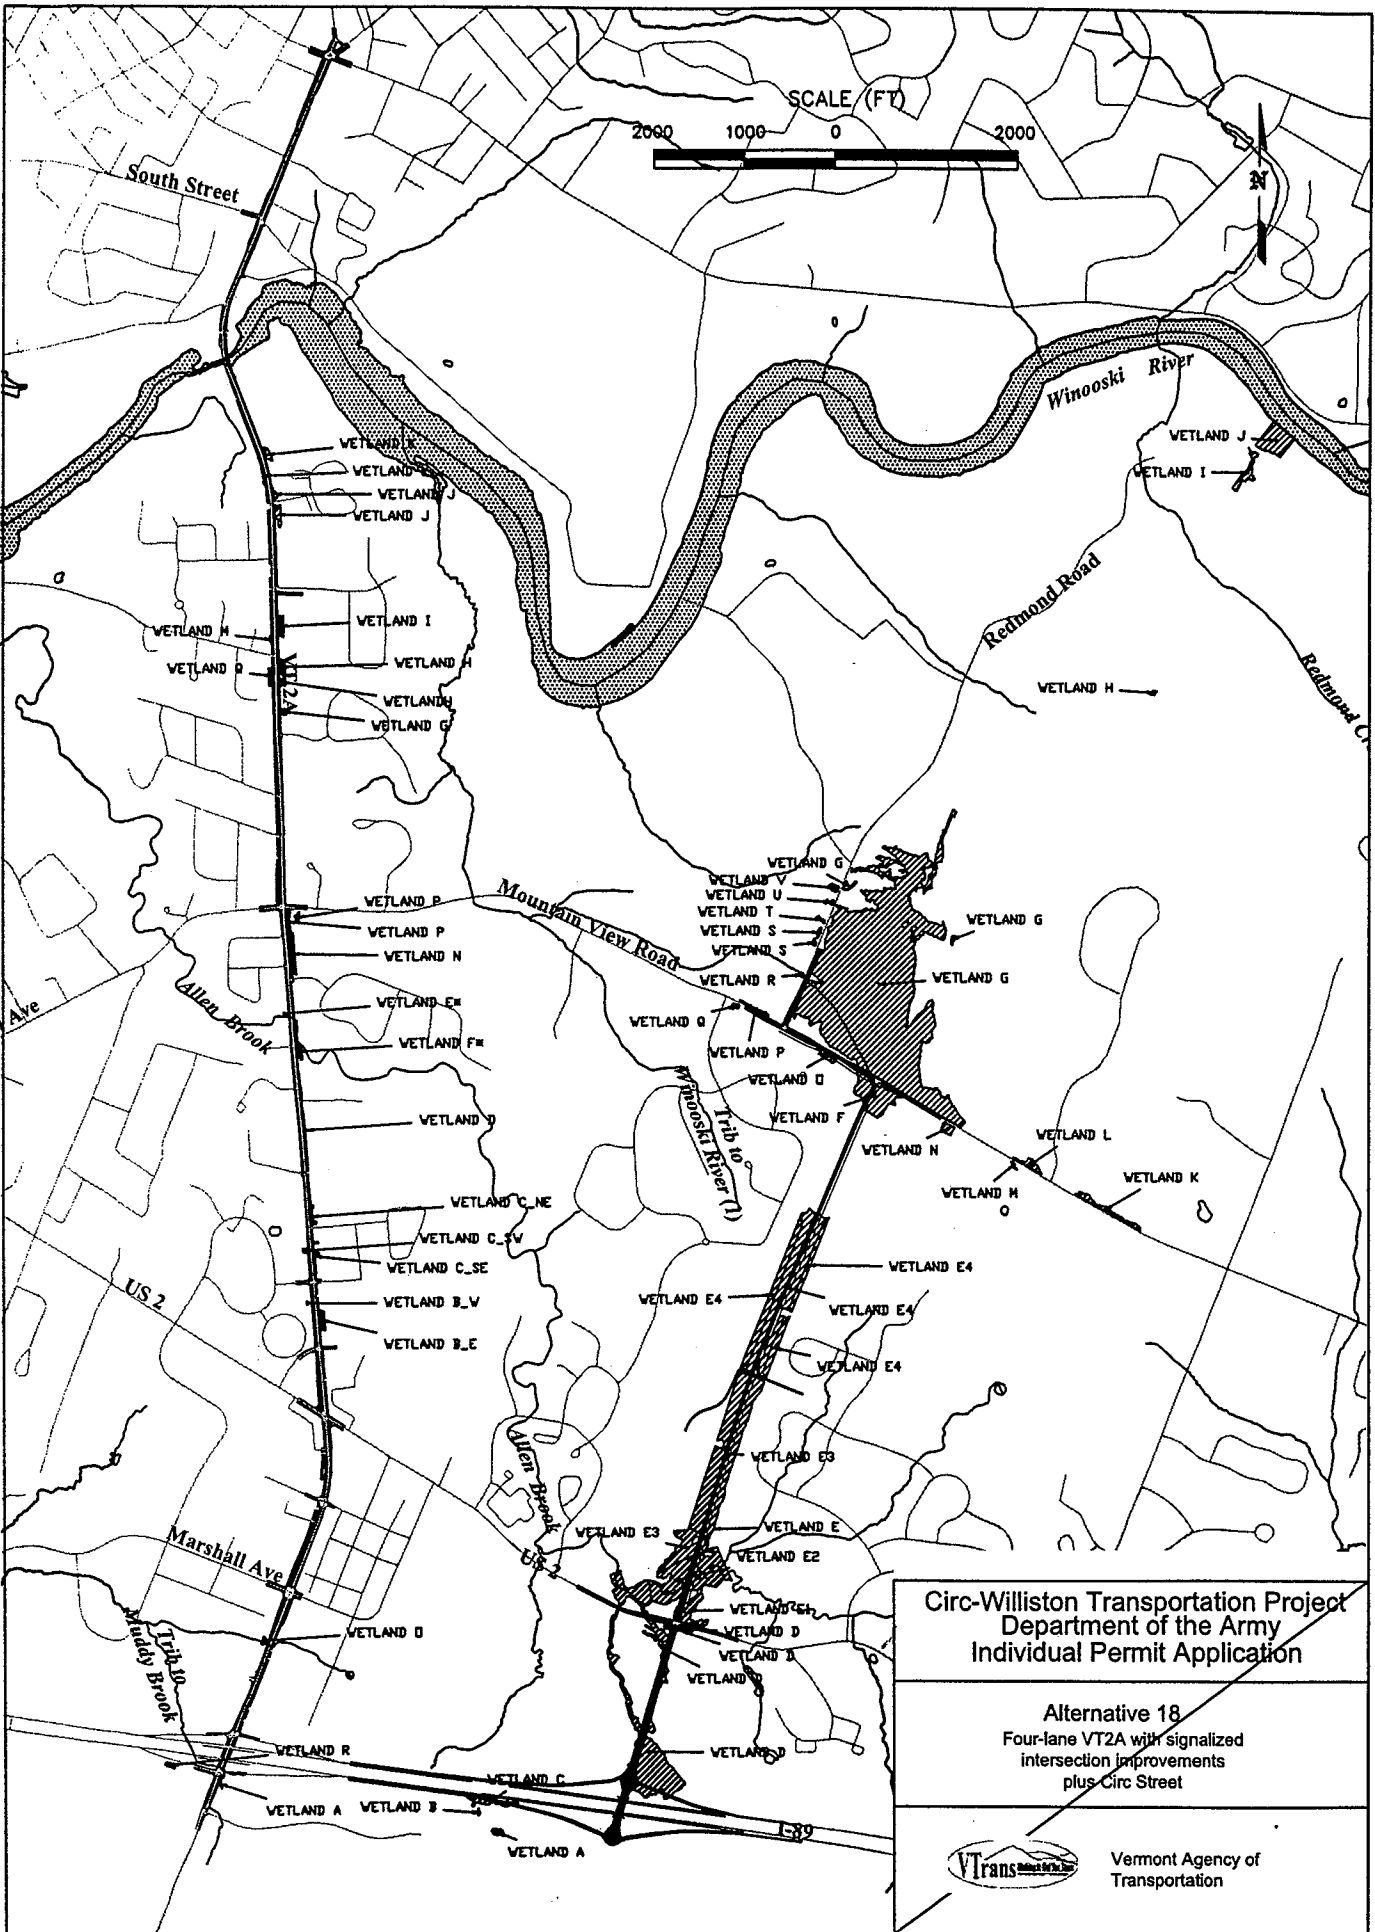 SCALE (FT)
2000 1000 0 2000
N
South Street
Winooski River
WETLAND K
WETLAND
WETLAND J
WETLAND J
WETLAND J
WETLAND I
WETLAND I
WETLAND M
WETLAND H
WETLAND Q
VT2A
WETLAND
WETLAND G
Redmond Road
Redmond
WETLAND H
WETLAND G
WETLAND V
WETLAND U
WETLAND T
WETLAND S
WETLAND S
WETLAND R
WETLAND G
WETLAND G
Mountain View Road
WETLAND P
WETLAND P
WETLAND N
Allen Brook
Ave
WETLAND E*
WETLAND F*
WETLAND Q
WETLAND P
WETLAND O
WETLAND F
WETLAND N
WETLAND L
WETLAND M
WETLAND K
Trib to
Winooski River (1)
WETLAND D
WETLAND C_NE
WETLAND C_SW
WETLAND C_SE
WETLAND B_W
WETLAND B_E
US 2
WETLAND E4
WETLAND E4
WETLAND E4
WETLAND E4
WETLAND E3
Allen Brook
WETLAND E3
WETLAND E
WETLAND E2
US 2
WETLAND E1
WETLAND D
WETLAND D
WETLAND D
WETLAND D
Marshall Ave
Trib to
Muddy Brook
WETLAND O
WETLAND R
WETLAND A
WETLAND B
WETLAND C
WETLAND A
I-89
Circ-Williston Transportation Project
Department of the Army
Individual Permit Application
Alternative 18
Four-lane VT2A with signalized
intersection improvements
plus Circ Street
VTrans
Vermont Agency of
Transportation